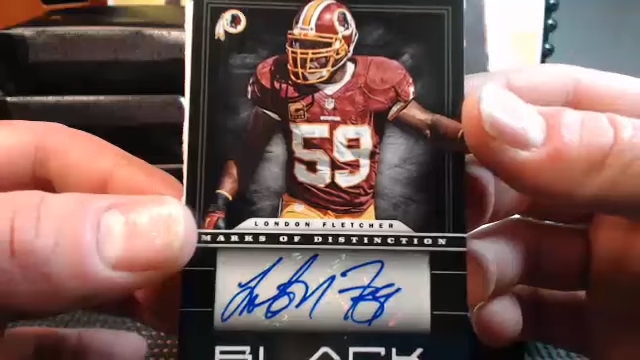 59
LONDON FLETCHER
MARKS OF DISTINCTION
BLACK